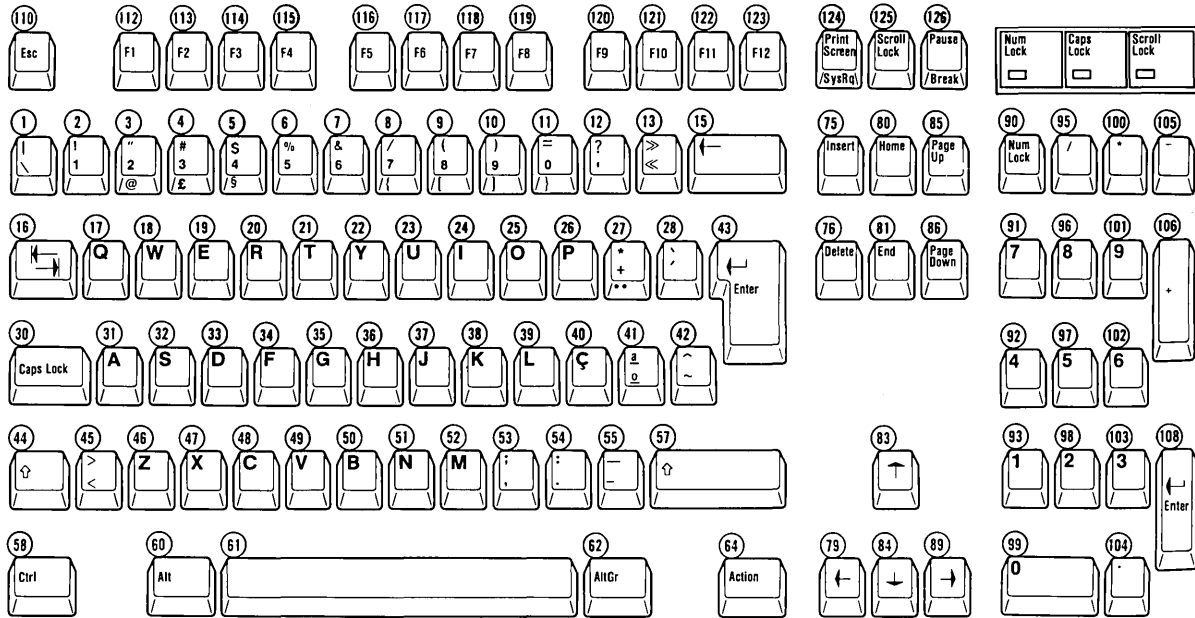 110 112 113 114 115 116 117 118 119 120 121 122 123 124 125 126
Esc F1 F2 F3 F4 F5 F6 F7 F8 F9 F10 F11 F12 Print Screen /SysRq\ Scroll Lock Pause Break Num Lock Caps Lock Scroll Lock
1 2 3 4 5 6 7 8 9 10 11 12 13 15 75 80 85 90 95 100 105
| ! " # $ % & / ( ) = ? ≫ ← Insert Home Page Up Num Lock / * -
\ 1 2 3 4 5 6 7 8 9 0 ' ≪
@ £ § { [ ] }
16 17 18 19 20 21 22 23 24 25 26 27 28 43 76 81 86 91 96 101 106
Q W E R T Y U I O P * ` ↵ Enter Delete End Page Down 7 8 9 +
+ ´
¨
30 31 32 33 34 35 36 37 38 39 40 41 42 92 97 102
Caps Lock A S D F G H J K L Ç a ^ 4 5 6
o ~
44 45 46 47 48 49 50 51 52 53 54 55 57 83 93 98 103 108
⇧ > Z X C V B N M ; : — ⇧ ↑ 1 2 3 ↵ Enter
< , . –
58 60 61 62 64 79 84 89 99 104
Ctrl Alt AltGr Action ← ↓ → 0 .